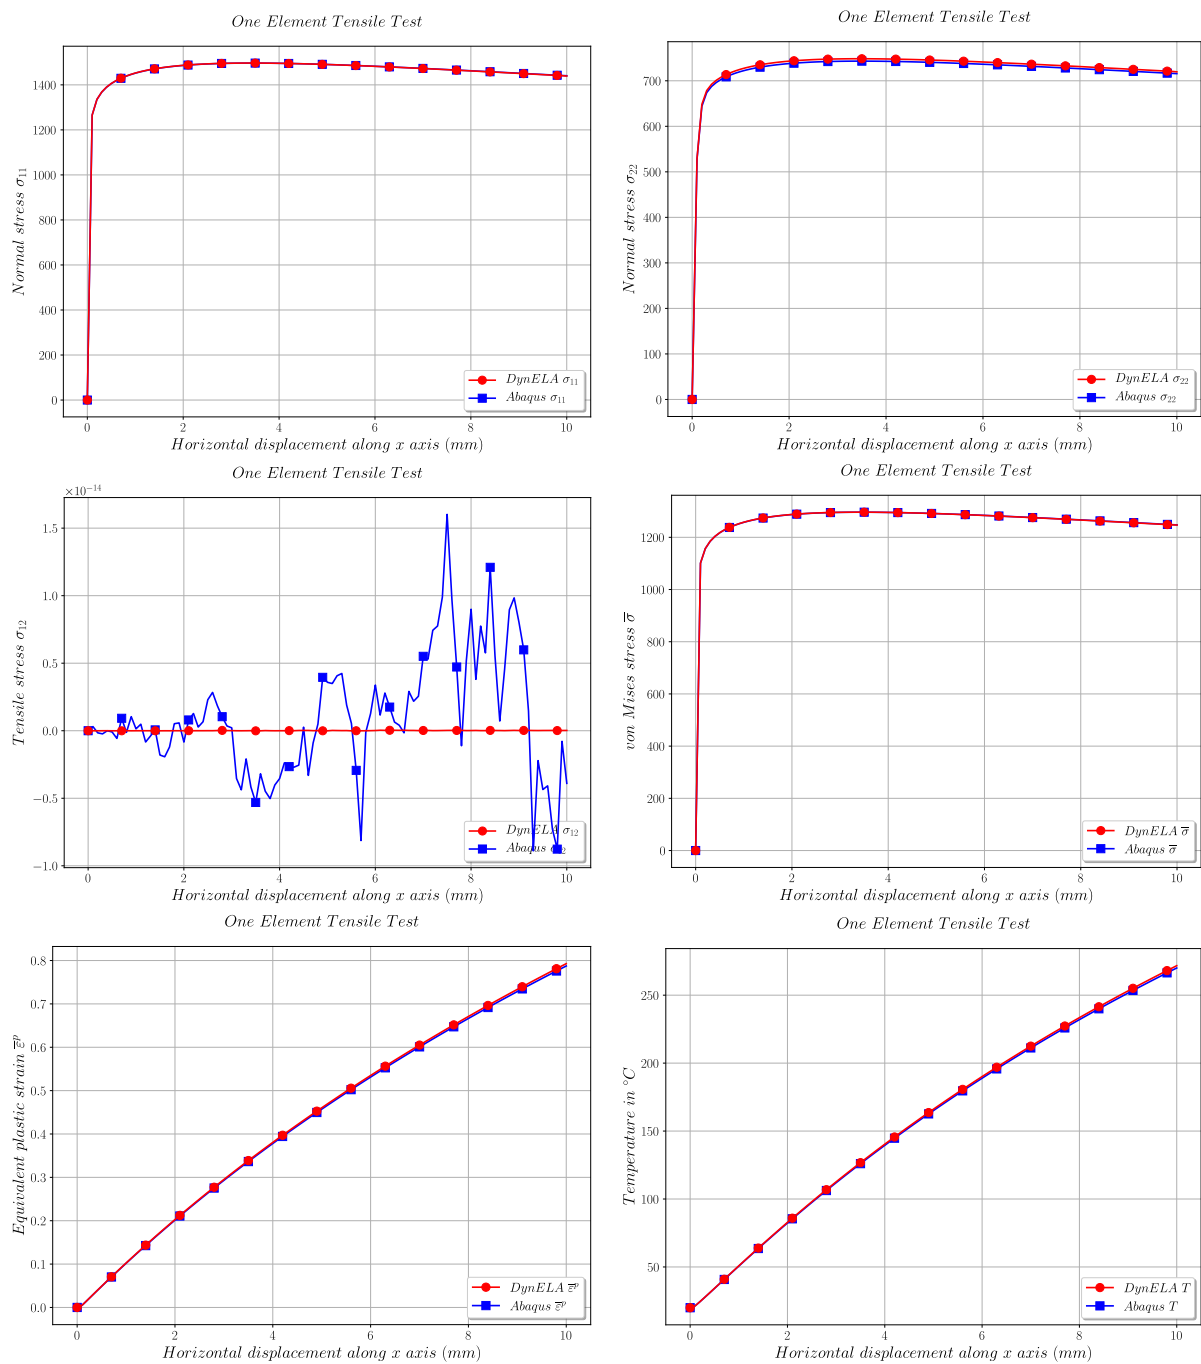 One Element Tensile Test
1400
1200
1000
800
600
400
200
0
0 2 4 6 8 10
Normal stress σ11
Horizontal displacement along x axis (mm)
DynELA σ11
Abaqus σ11
One Element Tensile Test
700
600
500
400
300
200
100
0
0 2 4 6 8 10
Normal stress σ22
Horizontal displacement along x axis (mm)
DynELA σ22
Abaqus σ22
One Element Tensile Test
×10−14
1.5
1.0
0.5
0.0
−0.5
−1.0
0 2 4 6 8 10
Tensile stress σ12
Horizontal displacement along x axis (mm)
DynELA σ12
Abaqus σ12
One Element Tensile Test
1200
1000
800
600
400
200
0
0 2 4 6 8 10
von Mises stress σ̅
Horizontal displacement along x axis (mm)
DynELA σ̅
Abaqus σ̅
One Element Tensile Test
0.8
0.7
0.6
0.5
0.4
0.3
0.2
0.1
0.0
0 2 4 6 8 10
Equivalent plastic strain ε̅ᵖ
Horizontal displacement along x axis (mm)
DynELA ε̅ᵖ
Abaqus ε̅ᵖ
One Element Tensile Test
250
200
150
100
50
0 2 4 6 8 10
Temperature in °C
Horizontal displacement along x axis (mm)
DynELA T
Abaqus T